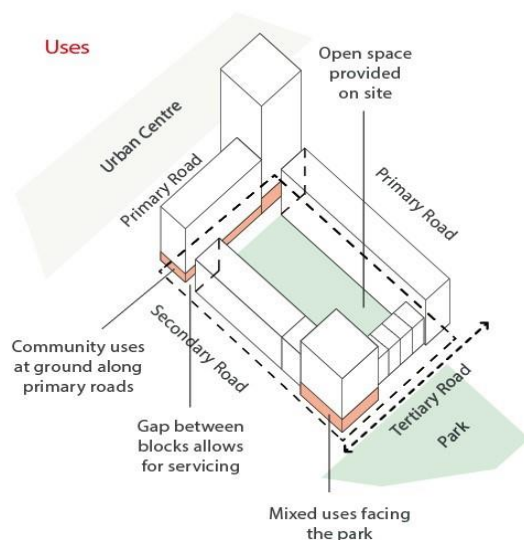 Uses
Open space
provided
on site
Urban Centre
Primary Road
Primary Road
Community uses
at ground along
primary roads
Secondary Road
Gap between
blocks allows
for servicing
Tertiary Road
Park
Mixed uses facing
the park